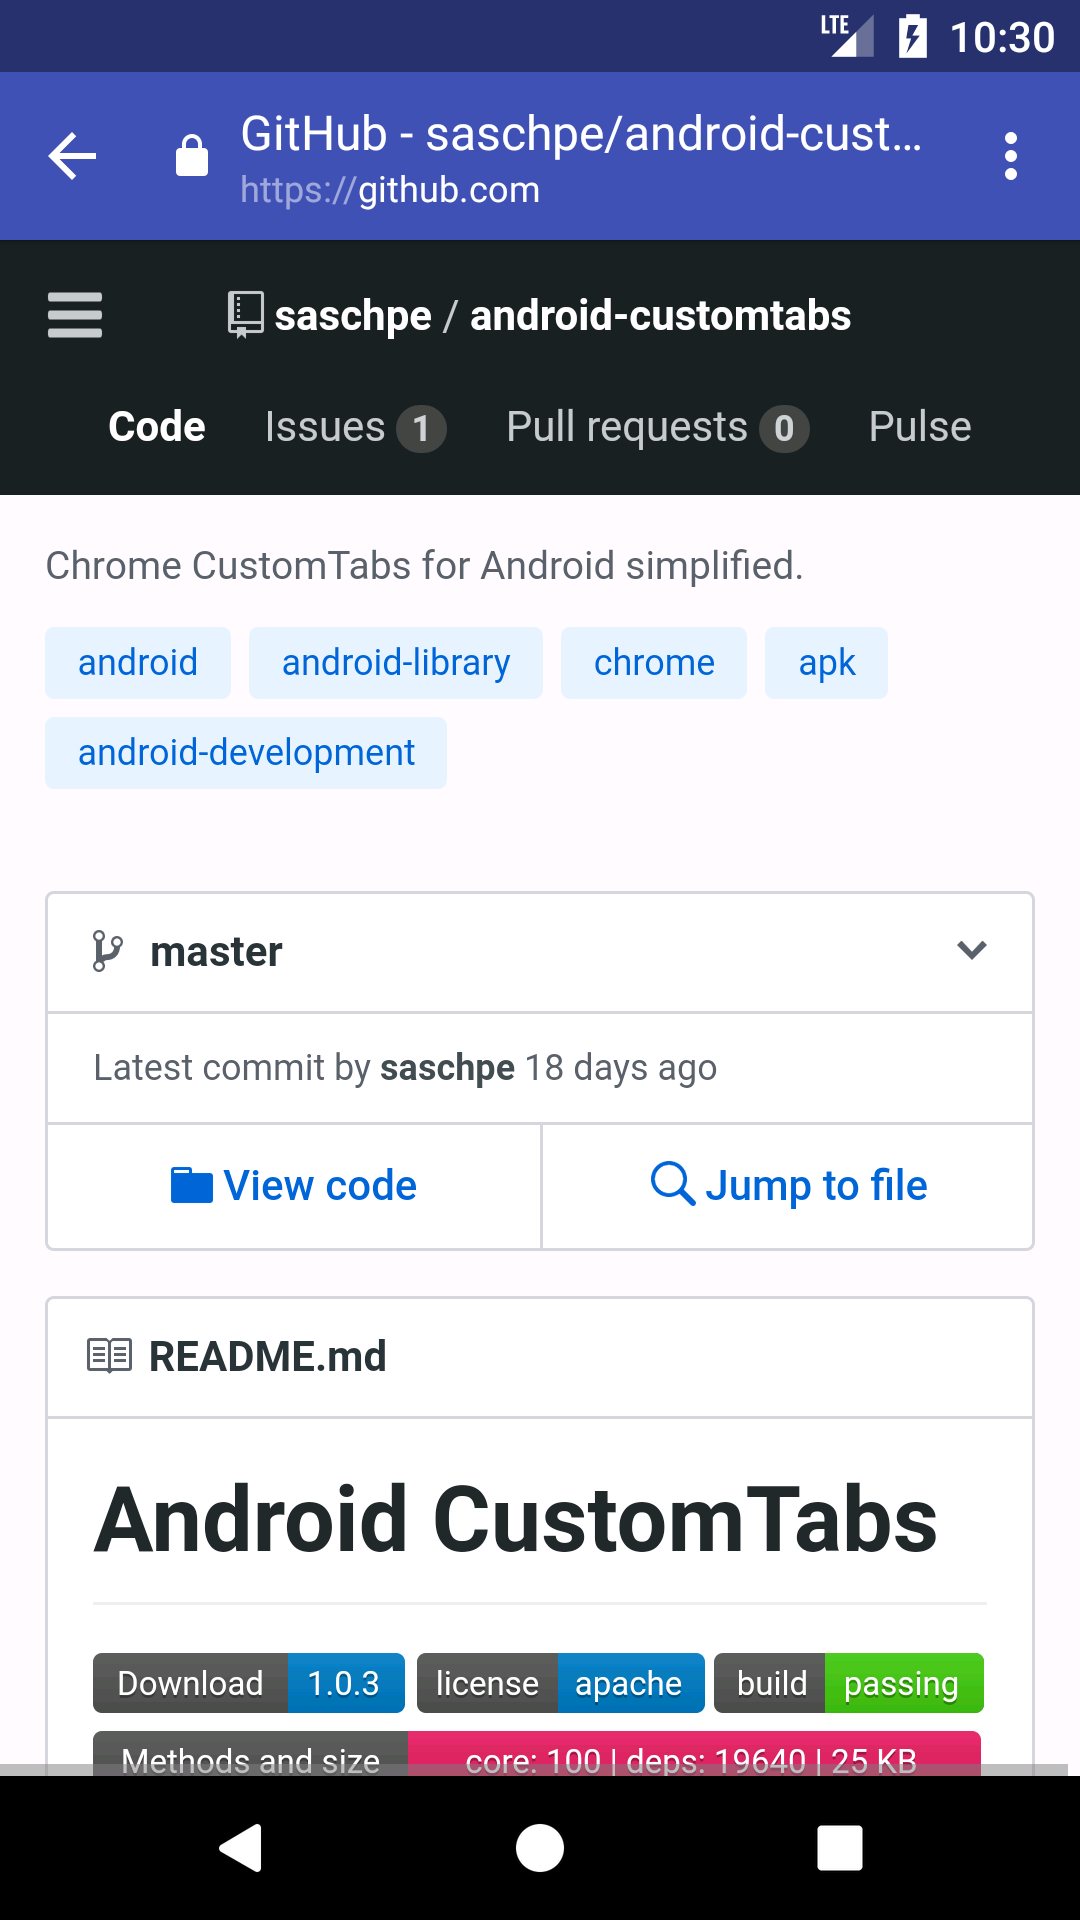 LTE 10:30
GitHub - saschpe/android-cust...
https://github.com
saschpe / android-customtabs
Code Issues 1 Pull requests 0 Pulse
Chrome CustomTabs for Android simplified.
android android-library chrome apk
android-development
master
Latest commit by saschpe 18 days ago
View code Jump to file
README.md
Android CustomTabs
Download 1.0.3 license apache build passing
Methods and size core: 100 | deps: 19640 | 25 KB